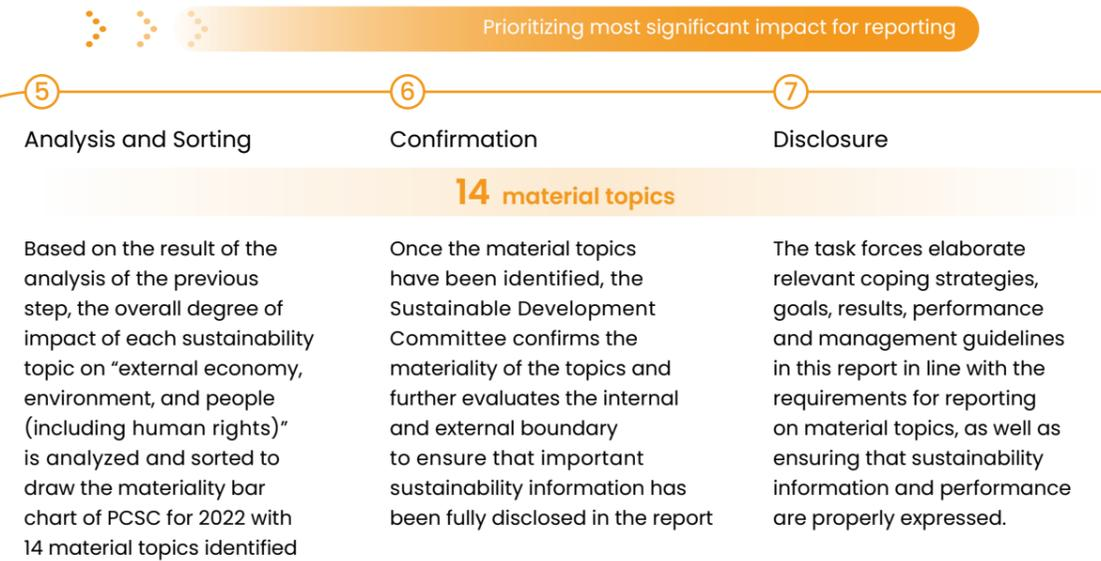 Prioritizing most significant impact for reporting
5
6
7
Analysis and Sorting
Confirmation
Disclosure
14 material topics
Based on the result of the
analysis of the previous
step, the overall degree of
impact of each sustainability
topic on “external economy,
environment, and people
(including human rights)”
is analyzed and sorted to
draw the materiality bar
chart of PCSC for 2022 with
14 material topics identified
Once the material topics
have been identified, the
Sustainable Development
Committee confirms the
materiality of the topics and
further evaluates the internal
and external boundary
to ensure that important
sustainability information has
been fully disclosed in the report
The task forces elaborate
relevant coping strategies,
goals, results, performance
and management guidelines
in this report in line with the
requirements for reporting
on material topics, as well as
ensuring that sustainability
information and performance
are properly expressed.